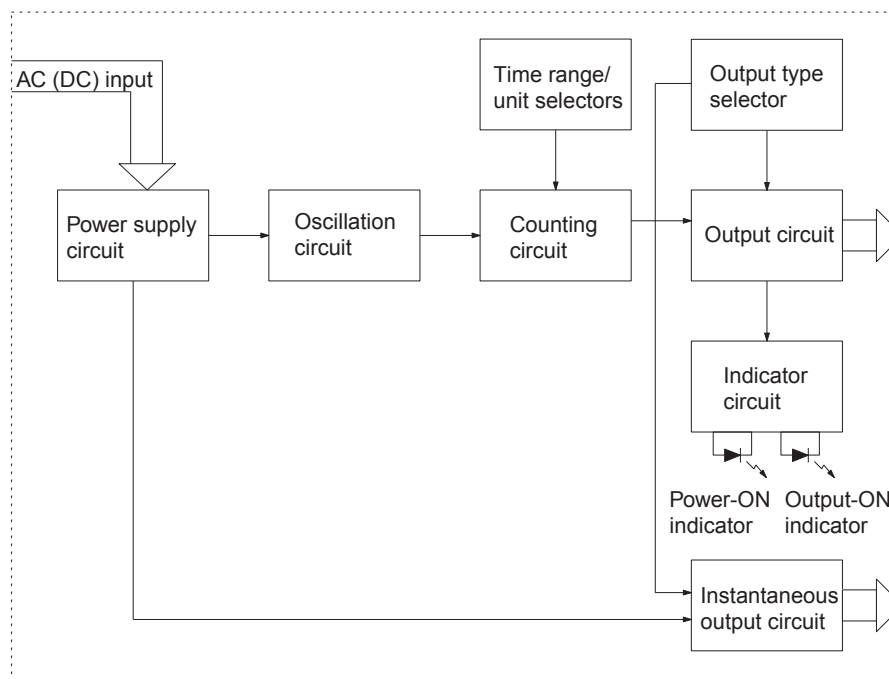 AC (DC) input
Time range/
unit selectors
Output type
selector
Power supply
circuit
Oscillation
circuit
Counting
circuit
Output circuit
Indicator
circuit
Power-ON
indicator
Output-ON
indicator
Instantaneous
output circuit